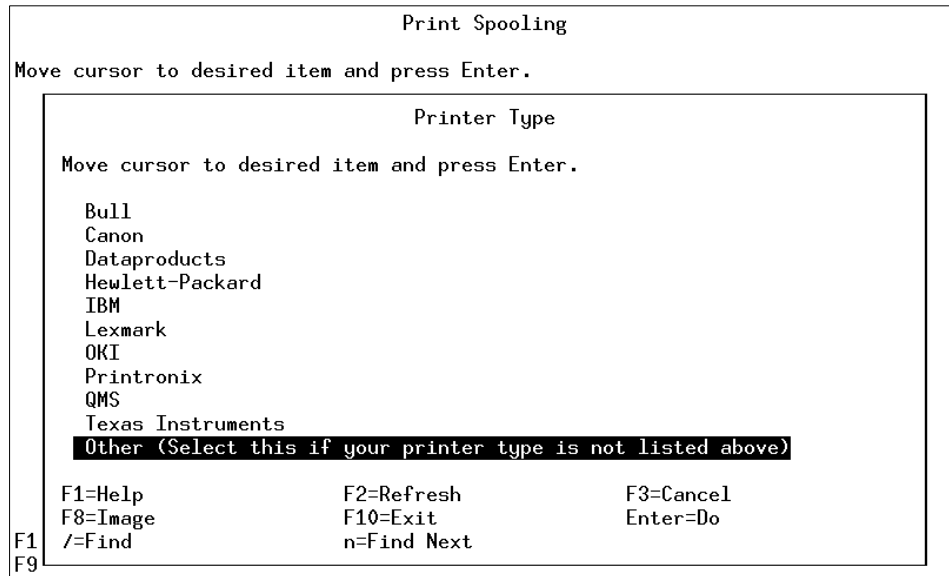 Print Spooling
Move cursor to desired item and press Enter.
Printer Type
Move cursor to desired item and press Enter.
Bull
Canon
Dataproducts
Hewlett-Packard
IBM
Lexmark
OKI
Printronix
QMS
Texas Instruments
Other (Select this if your printer type is not listed above)
F1=Help F2=Refresh F3=Cancel
F8=Image F10=Exit Enter=Do
F1 /=Find n=Find Next
F9